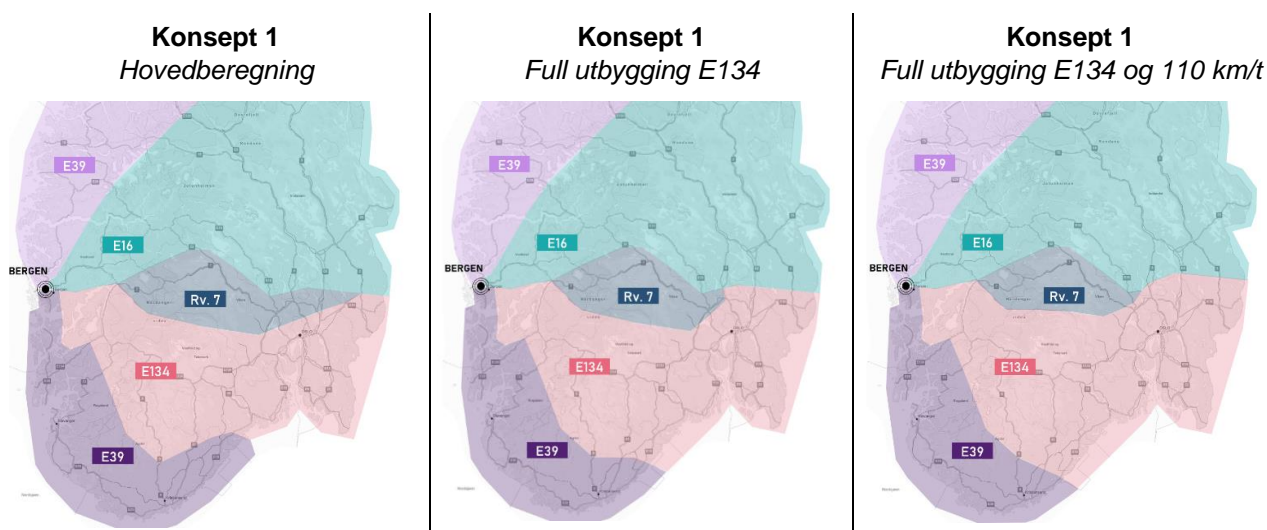 Konsept 1
Hovedberegning
E39
E16
BERGEN
Rv. 7
E134
E39
Konsept 1
Full utbygging E134
E39
E16
BERGEN
Rv. 7
E134
E39
Konsept 1
Full utbygging E134 og 110 km/t
E39
E16
BERGEN
Rv. 7
E134
E39